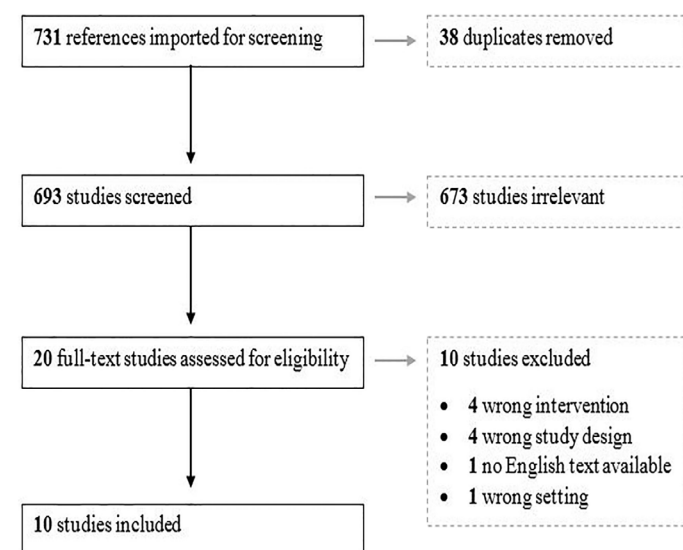 731 references imported for screening
38 duplicates removed
693 studies screened
673 studies irrelevant
20 full-text studies assessed for eligibility
10 studies excluded
• 4 wrong intervention
• 4 wrong study design
• 1 no English text available
• 1 wrong setting
10 studies included